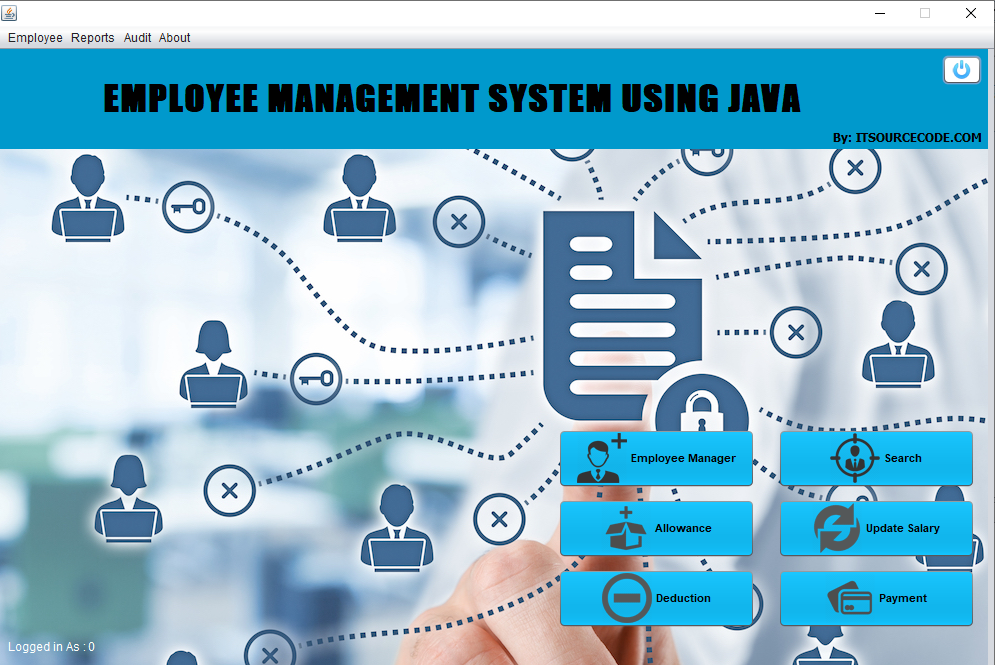 Employee Reports Audit About
EMPLOYEE MANAGEMENT SYSTEM USING JAVA
By: ITSOURCECODE.COM
Employee Manager
Search
Allowance
Update Salary
Deduction
Payment
Logged in As : 0